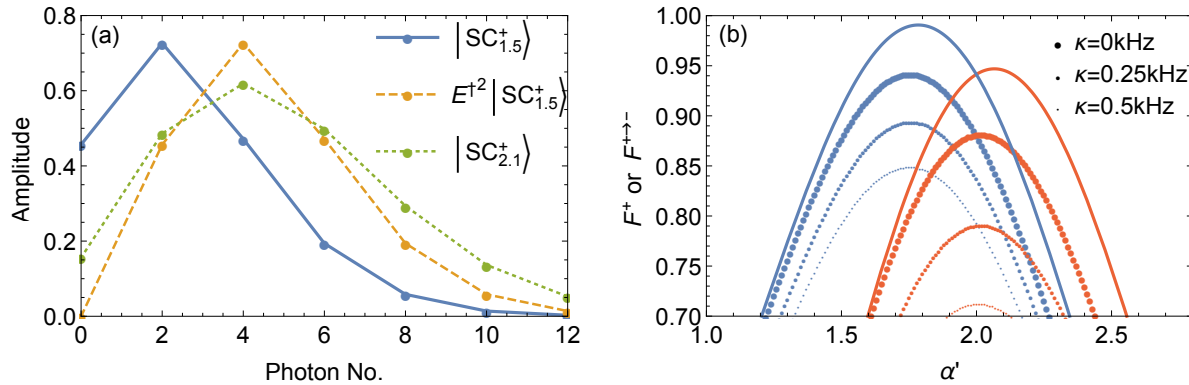 (a)
|SC⁺₁.₅⟩
E†²|SC⁺₁.₅⟩
|SC⁺₂.₁⟩
Amplitude
0.8
0.6
0.4
0.2
0.0
0 2 4 6 8 10 12
Photon No.
(b)
κ=0kHz
κ=0.25kHz
κ=0.5kHz
F⁺ or F⁺→⁻
1.00
0.95
0.90
0.85
0.80
0.75
0.70
1.0 1.5 2.0 2.5
α'